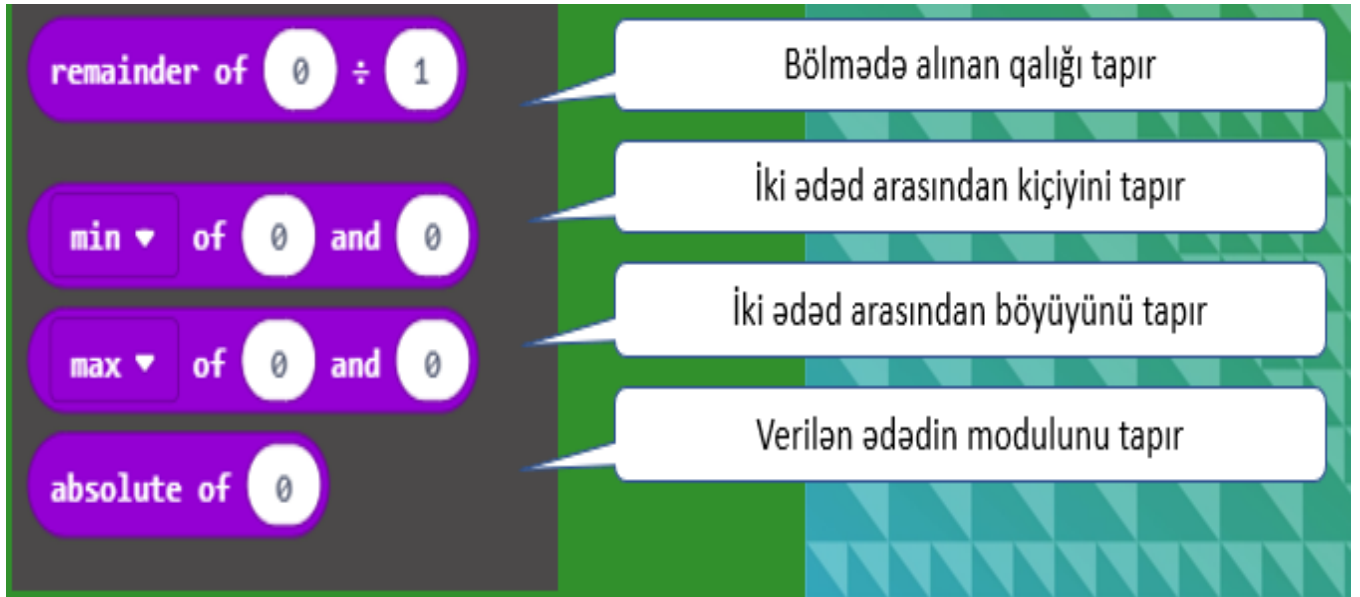 remainder of 0 ÷ 1
Bölmədə alınan qalığı tapır
min of 0 and 0
İki ədəd arasından kiçiyini tapır
max of 0 and 0
İki ədəd arasından böyüyünü tapır
absolute of 0
Verilən ədədin modulunu tapır